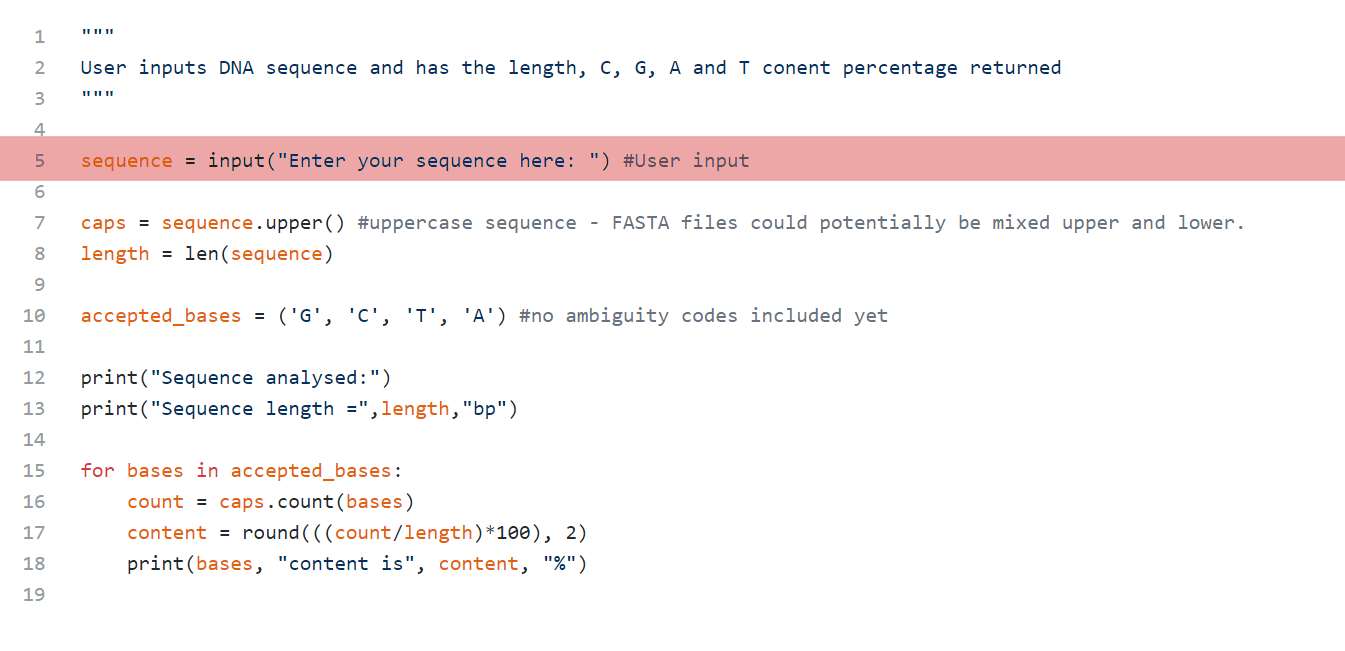 1 """
2 User inputs DNA sequence and has the length, C, G, A and T conent percentage returned
3 """
4
5 sequence = input("Enter your sequence here: ") #User input
6
7 caps = sequence.upper() #uppercase sequence - FASTA files could potentially be mixed upper and lower.
8 length = len(sequence)
9
10 accepted_bases = ('G', 'C', 'T', 'A') #no ambiguity codes included yet
11
12 print("Sequence analysed:")
13 print("Sequence length =",length,"bp")
14
15 for bases in accepted_bases:
16     count = caps.count(bases)
17     content = round(((count/length)*100), 2)
18     print(bases, "content is", content, "%")
19